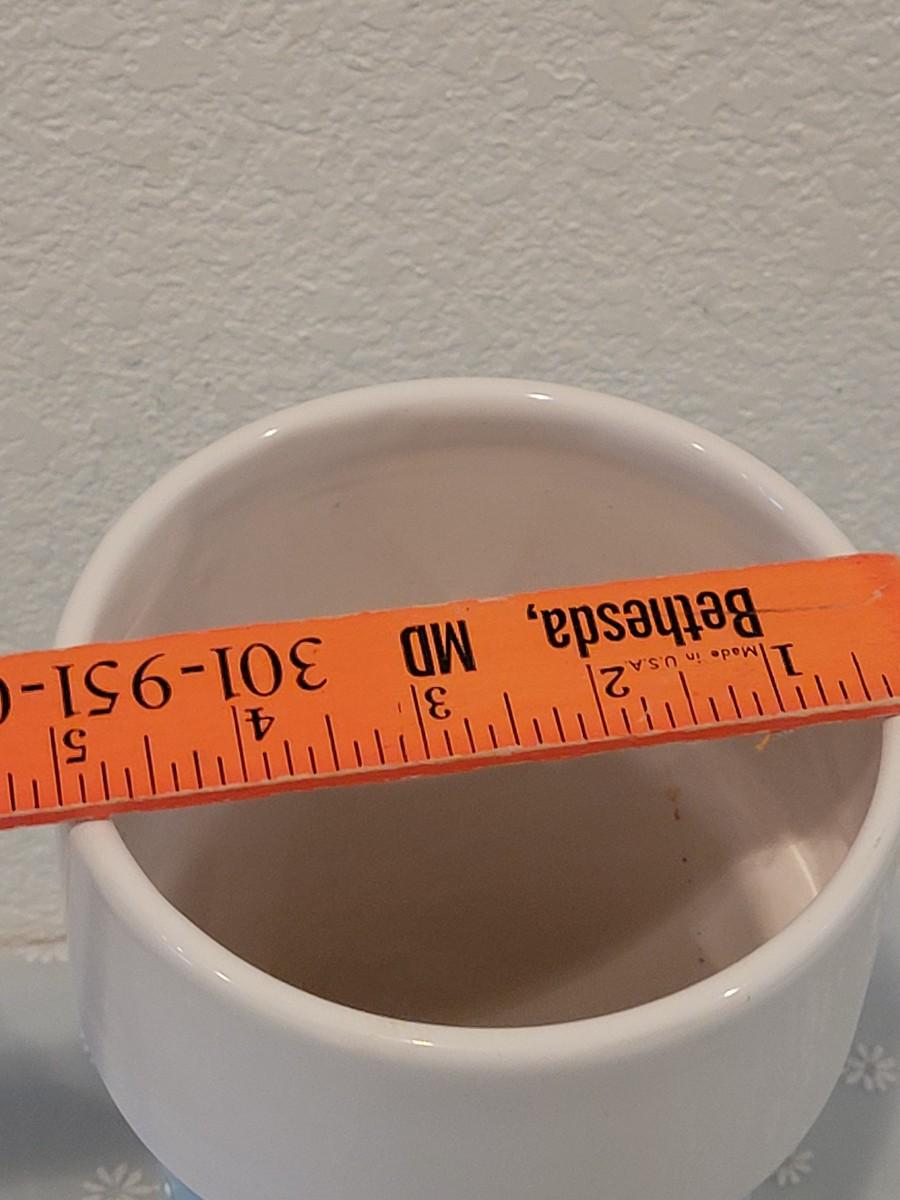 1 2 3 4 5
Made in U.S.A.
Bethesda, MD 301-951-